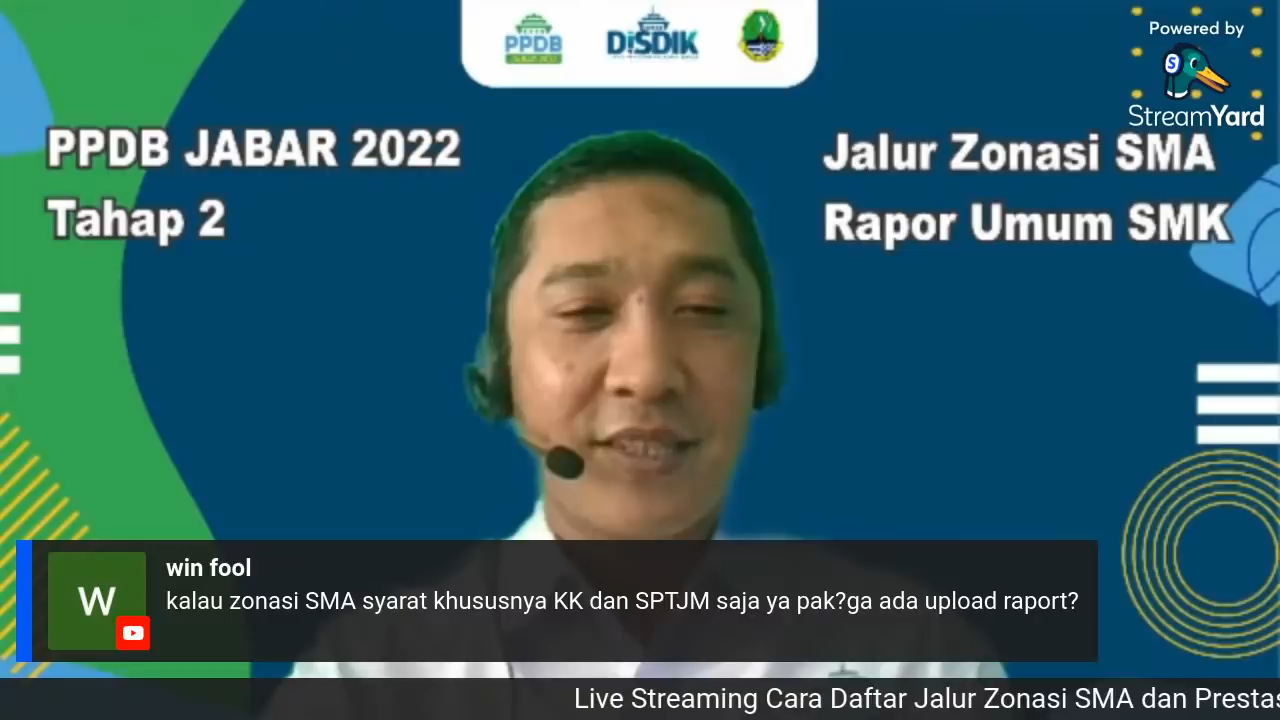 PPDB
DISDIK
Powered by
StreamYard
PPDB JABAR 2022
Tahap 2
Jalur Zonasi SMA
Rapor Umum SMK
W
win fool
kalau zonasi SMA syarat khususnya KK dan SPTJM saja ya pak?ga ada upload raport?
Live Streaming Cara Daftar Jalur Zonasi SMA dan Prestas